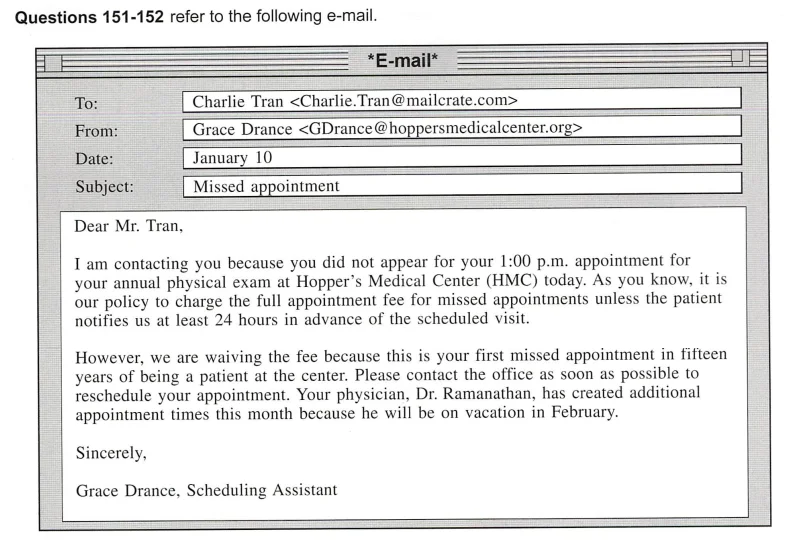 Questions 151-152 refer to the following e-mail.
*E-mail*
To: Charlie Tran <Charlie.Tran@mailcrate.com>
From: Grace Drance <GDrance@hoppersmedicalcenter.org>
Date: January 10
Subject: Missed appointment
Dear Mr. Tran,
I am contacting you because you did not appear for your 1:00 p.m. appointment for
your annual physical exam at Hopper's Medical Center (HMC) today. As you know, it is
our policy to charge the full appointment fee for missed appointments unless the patient
notifies us at least 24 hours in advance of the scheduled visit.
However, we are waiving the fee because this is your first missed appointment in fifteen
years of being a patient at the center. Please contact the office as soon as possible to
reschedule your appointment. Your physician, Dr. Ramanathan, has created additional
appointment times this month because he will be on vacation in February.
Sincerely,
Grace Drance, Scheduling Assistant